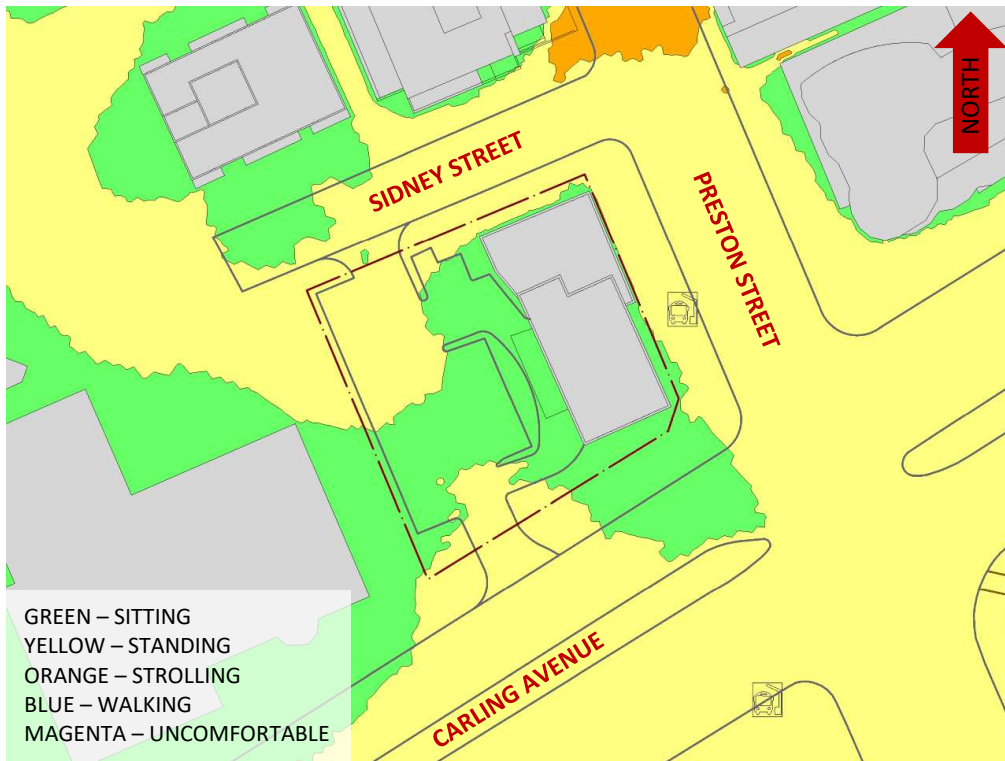 NORTH
SIDNEY STREET
PRESTON STREET
GREEN – SITTING
YELLOW – STANDING
ORANGE – STROLLING
BLUE – WALKING
MAGENTA – UNCOMFORTABLE
CARLING AVENUE